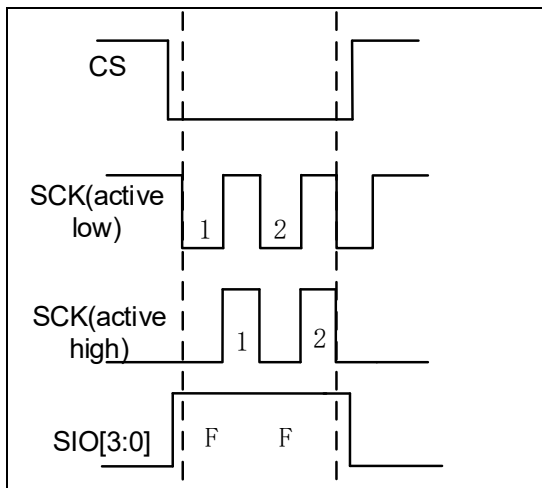 CS
SCK(active
low)
1 2
SCK(active
high)
1 2
SIO[3:0]
F F